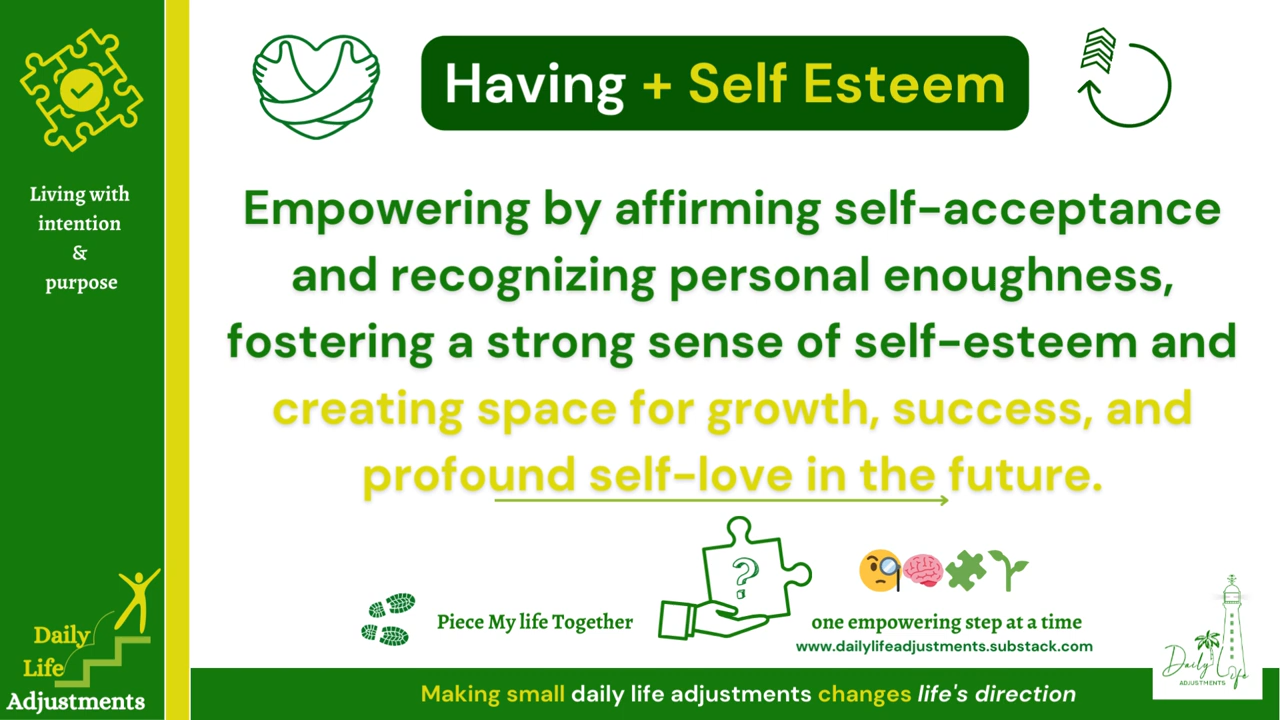 Having + Self Esteem
Living with
intention
&
purpose
Empowering by affirming self-acceptance
and recognizing personal enoughness,
fostering a strong sense of self-esteem and
creating space for growth, success, and
profound self-love in the future.
?
Piece My life Together
one empowering step at a time
www.dailylifeadjustments.substack.com
Daily
Life
Adjustments
Making small daily life adjustments changes life's direction
Daily Life
ADJUSTMENTS